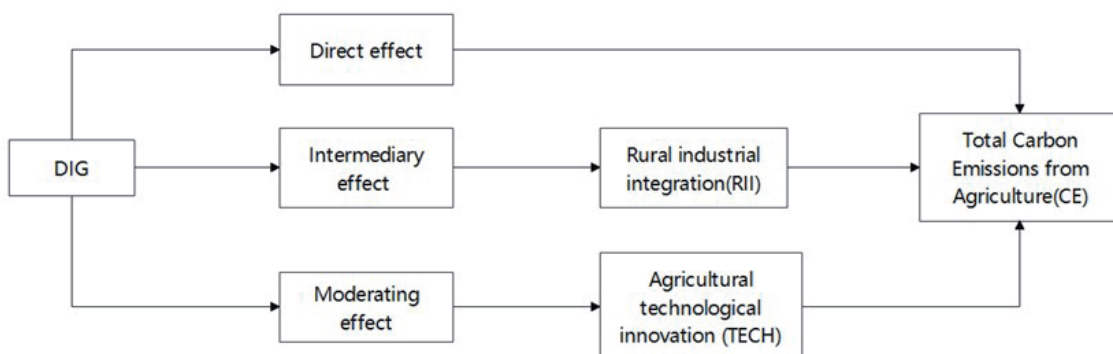 Direct effect
DIG
Intermediary
effect
Rural industrial
integration(RII)
Total Carbon
Emissions from
Agriculture(CE)
Moderating
effect
Agricultural
technological
innovation (TECH)